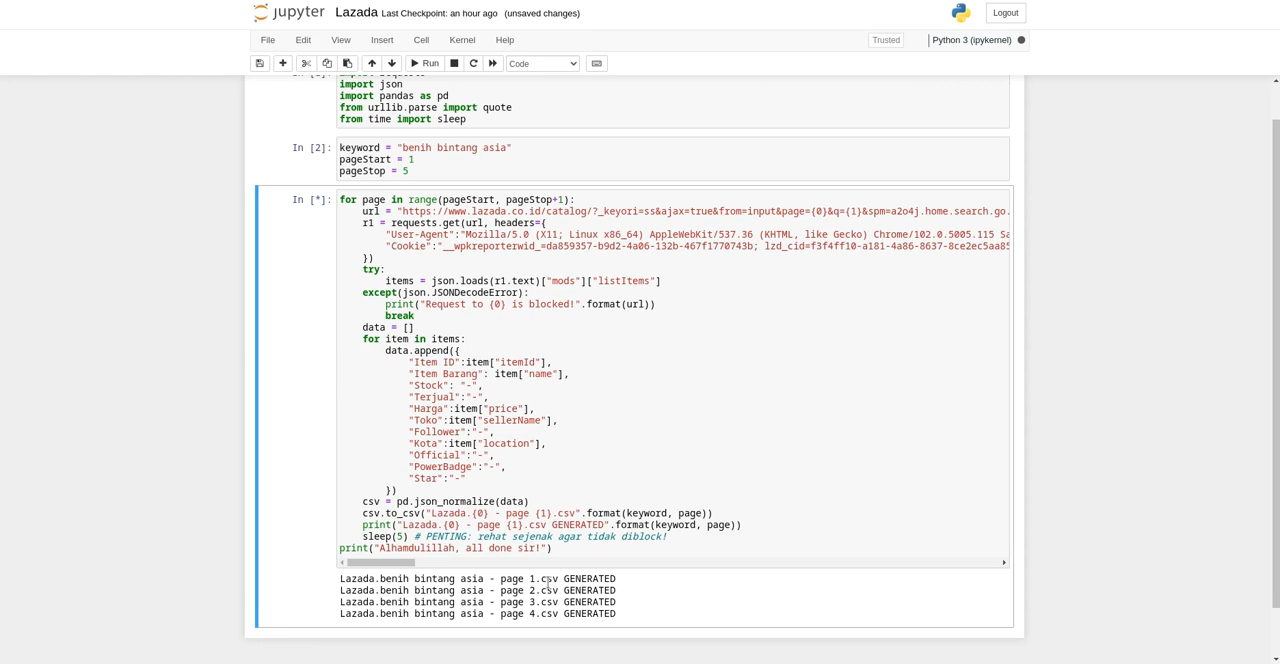 jupyter Lazada Last Checkpoint: an hour ago (unsaved changes) Logout
File Edit View Insert Cell Kernel Help Trusted Python 3 (ipykernel)
Run Code
In [1]: import requests
import json
import pandas as pd
from urllib.parse import quote
from time import sleep
In [2]: keyword = "benih bintang asia"
pageStart = 1
pageStop = 5
In [*]: for page in range(pageStart, pageStop+1):
url = "https://www.lazada.co.id/catalog/?_keyori=ss&ajax=true&from=input&page={0}&q={1}&spm=a2o4j.home.search.go.
r1 = requests.get(url, headers={
"User-Agent":"Mozilla/5.0 (X11; Linux x86_64) AppleWebKit/537.36 (KHTML, like Gecko) Chrome/102.0.5005.115 Sa
"Cookie":"__wpkreporterwid_=da859357-b9d2-4a06-132b-467f1770743b; lzd_cid=f3f4ff10-a181-4a86-8637-8ce2ec5aa85
})
try:
items = json.loads(r1.text)["mods"]["listItems"]
except(json.JSONDecodeError):
print("Request to {0} is blocked!".format(url))
break
data = []
for item in items:
data.append({
"Item ID":item["itemId"],
"Item Barang": item["name"],
"Stock": "-",
"Terjual":"-",
"Harga":item["price"],
"Toko":item["sellerName"],
"Follower":"-",
"Kota":item["location"],
"Official":"-",
"PowerBadge":"-",
"Star":"-"
})
csv = pd.json_normalize(data)
csv.to_csv("Lazada.{0} - page {1}.csv".format(keyword, page))
print("Lazada.{0} - page {1}.csv GENERATED".format(keyword, page))
sleep(5) # PENTING: rehat sejenak agar tidak diblock!
print("Alhamdulillah, all done sir!")
Lazada.benih bintang asia - page 1.csv GENERATED
Lazada.benih bintang asia - page 2.csv GENERATED
Lazada.benih bintang asia - page 3.csv GENERATED
Lazada.benih bintang asia - page 4.csv GENERATED